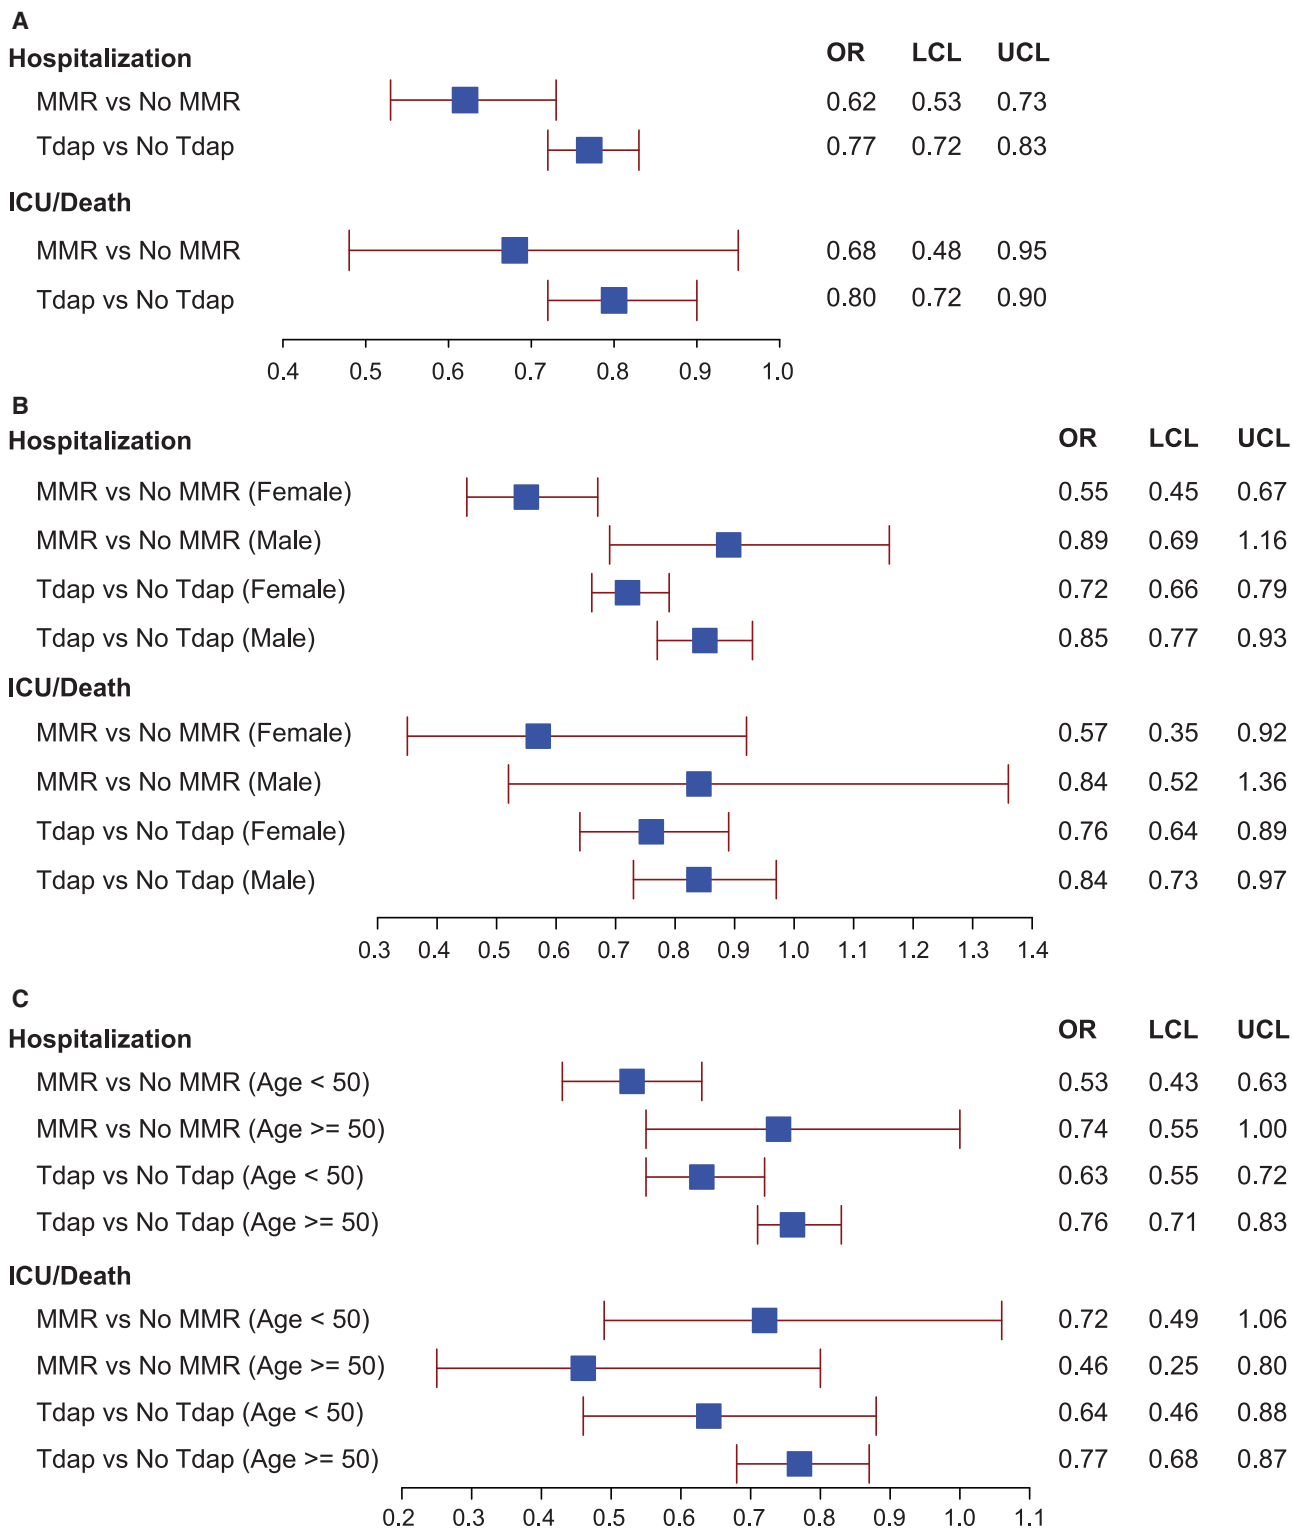 A
Hospitalization OR LCL UCL
MMR vs No MMR 0.62 0.53 0.73
Tdap vs No Tdap 0.77 0.72 0.83
ICU/Death
MMR vs No MMR 0.68 0.48 0.95
Tdap vs No Tdap 0.80 0.72 0.90
0.4 0.5 0.6 0.7 0.8 0.9 1.0
B
Hospitalization OR LCL UCL
MMR vs No MMR (Female) 0.55 0.45 0.67
MMR vs No MMR (Male) 0.89 0.69 1.16
Tdap vs No Tdap (Female) 0.72 0.66 0.79
Tdap vs No Tdap (Male) 0.85 0.77 0.93
ICU/Death
MMR vs No MMR (Female) 0.57 0.35 0.92
MMR vs No MMR (Male) 0.84 0.52 1.36
Tdap vs No Tdap (Female) 0.76 0.64 0.89
Tdap vs No Tdap (Male) 0.84 0.73 0.97
0.3 0.4 0.5 0.6 0.7 0.8 0.9 1.0 1.1 1.2 1.3 1.4
C
Hospitalization OR LCL UCL
MMR vs No MMR (Age < 50) 0.53 0.43 0.63
MMR vs No MMR (Age >= 50) 0.74 0.55 1.00
Tdap vs No Tdap (Age < 50) 0.63 0.55 0.72
Tdap vs No Tdap (Age >= 50) 0.76 0.71 0.83
ICU/Death
MMR vs No MMR (Age < 50) 0.72 0.49 1.06
MMR vs No MMR (Age >= 50) 0.46 0.25 0.80
Tdap vs No Tdap (Age < 50) 0.64 0.46 0.88
Tdap vs No Tdap (Age >= 50) 0.77 0.68 0.87
0.2 0.3 0.4 0.5 0.6 0.7 0.8 0.9 1.0 1.1